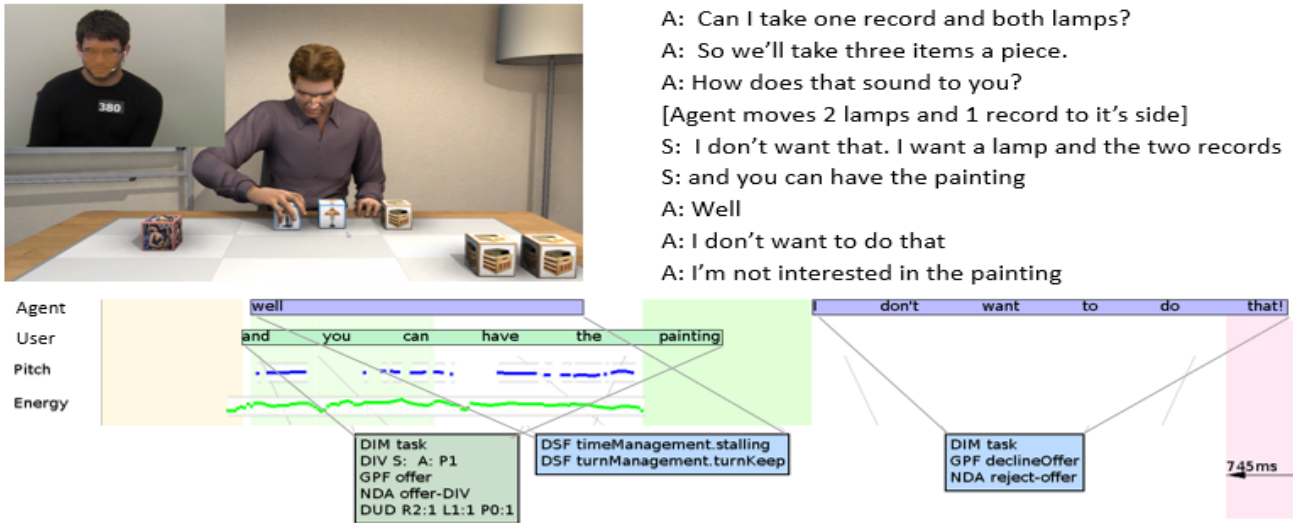 380
A: Can I take one record and both lamps?
A: So we'll take three items a piece.
A: How does that sound to you?
[Agent moves 2 lamps and 1 record to it's side]
S: I don't want that. I want a lamp and the two records
S: and you can have the painting
A: Well
A: I don't want to do that
A: I'm not interested in the painting
Agent well I don't want to do that!
User and you can have the painting
Pitch
Energy
DIM task
DIV S: A: P1
GPF offer
NDA offer-DIV
DUD R2:1 L1:1 P0:1
DSF timeManagement.stalling
DSF turnManagement.turnKeep
DIM task
GPF declineOffer
NDA reject-offer
745ms